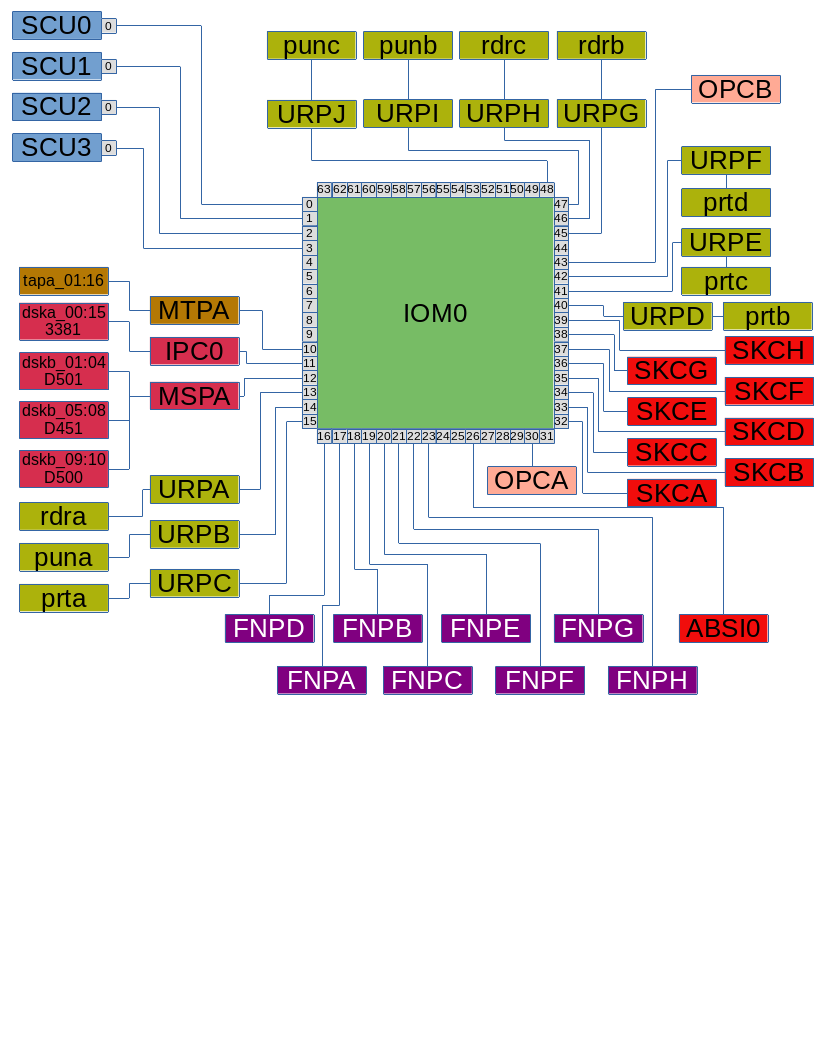 SCU0 0
SCU1 0
SCU2 0
SCU3 0
punc punb rdrc rdrb
URPJ URPI URPH URPG
OPCB
URPF
prtd
URPE
prtc
63 62 61 60 59 58 57 56 55 54 53 52 51 50 49 48
0 47
1 46
2 45
3 44
4 43
5 42
6 41
7 40
8 39
9 38
10 37
11 36
12 35
13 34
14 33
15 32
IOM0
16 17 18 19 20 21 22 23 24 25 26 27 28 29 30 31
tapa_01:16
MTPA
dska_00:15
3381
IPC0
dskb_01:04
D501
MSPA
dskb_05:08
D451
dskb_09:10
D500
URPA
rdra
URPB
puna
URPC
prta
URPD prtb
SKCH
SKCG
SKCF
SKCE
SKCD
SKCC
SKCB
SKCA
OPCA
FNPD FNPB FNPE FNPG ABSI0
FNPA FNPC FNPF FNPH